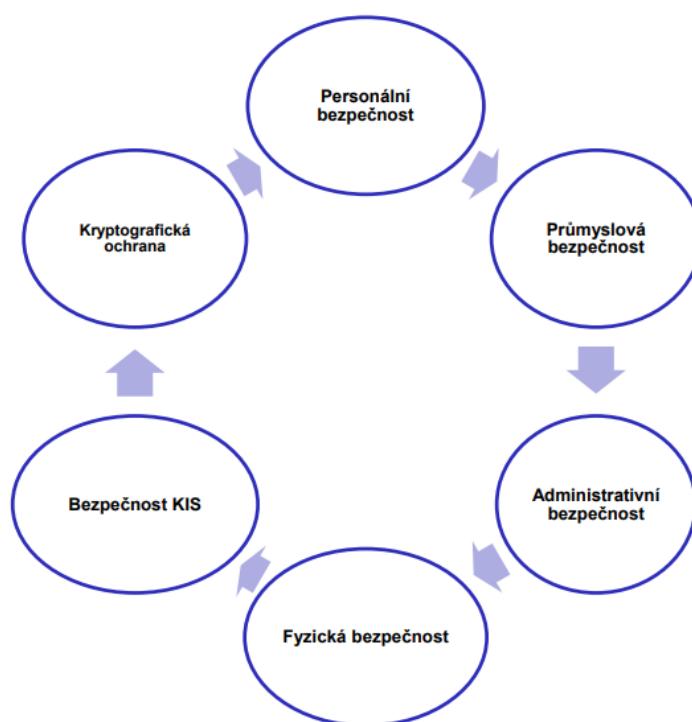 Personální
bezpečnost
Průmyslová
bezpečnost
Administrativní
bezpečnost
Fyzická bezpečnost
Bezpečnost KIS
Kryptografická
ochrana